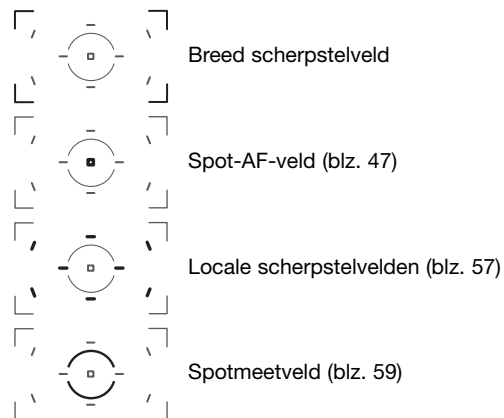 Breed scherpstelveld
Spot-AF-veld (blz. 47)
Locale scherpstelvelden (blz. 57)
Spotmeetveld (blz. 59)